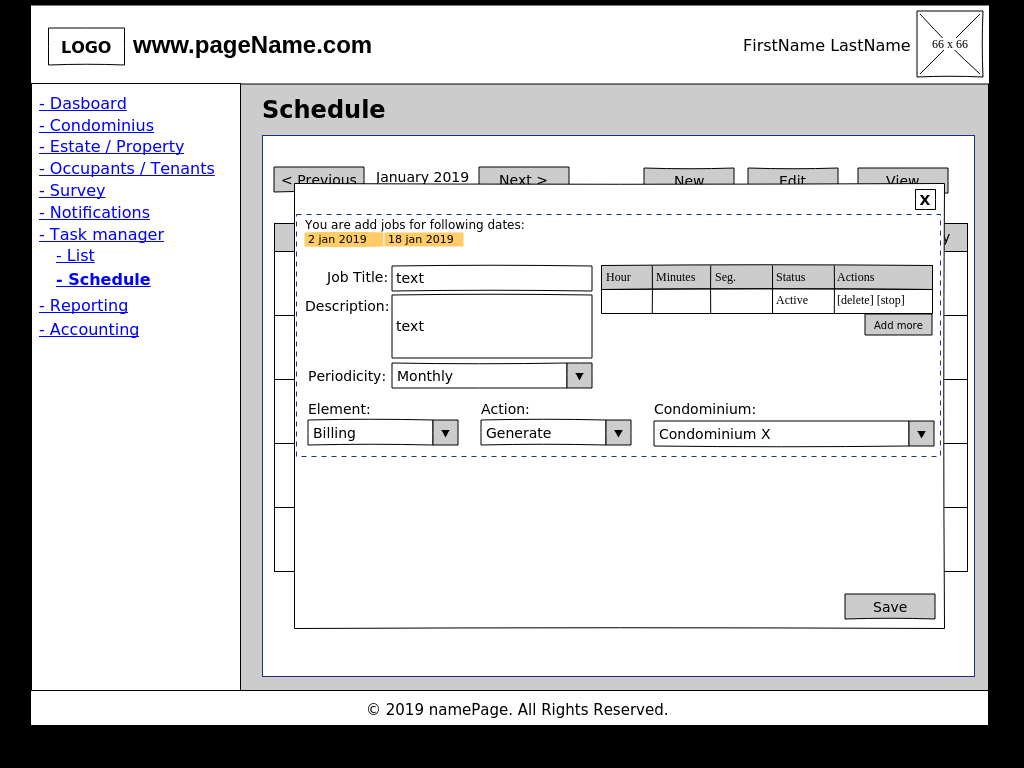 LOGO www.pageName.com FirstName LastName 66 x 66
- Dasboard
- Condominius
- Estate / Property
- Occupants / Tenants
- Survey
- Notifications
- Task manager
- List
- Schedule
- Reporting
- Accounting
Schedule
< Previous January 2019 Next > New Edit View
X
You are add jobs for following dates:
2 jan 2019 18 jan 2019
Job Title: text
Description: text
Periodicity: Monthly
Hour Minutes Seg. Status Actions
Active [delete] [stop]
Add more
Element: Action: Condominium:
Billing Generate Condominium X
Save
© 2019 namePage. All Rights Reserved.